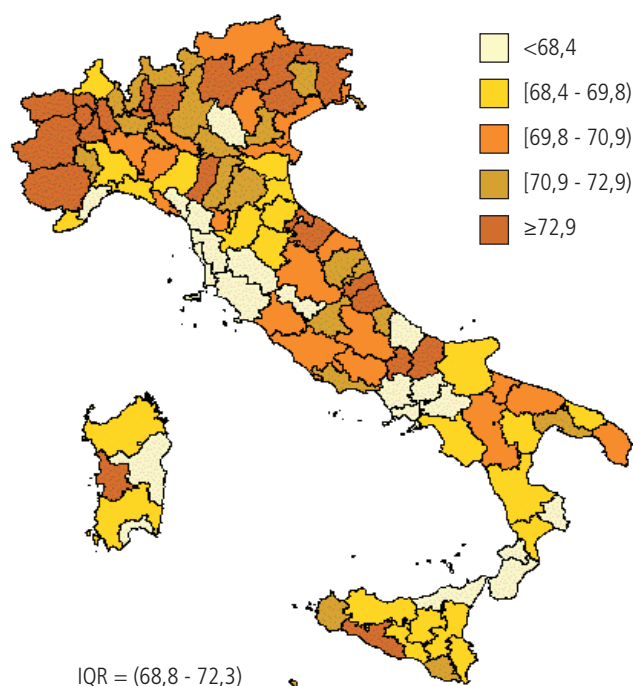 <68,4
[68,4 - 69,8)
[69,8 - 70,9)
[70,9 - 72,9)
≥72,9
IQR = (68,8 - 72,3)